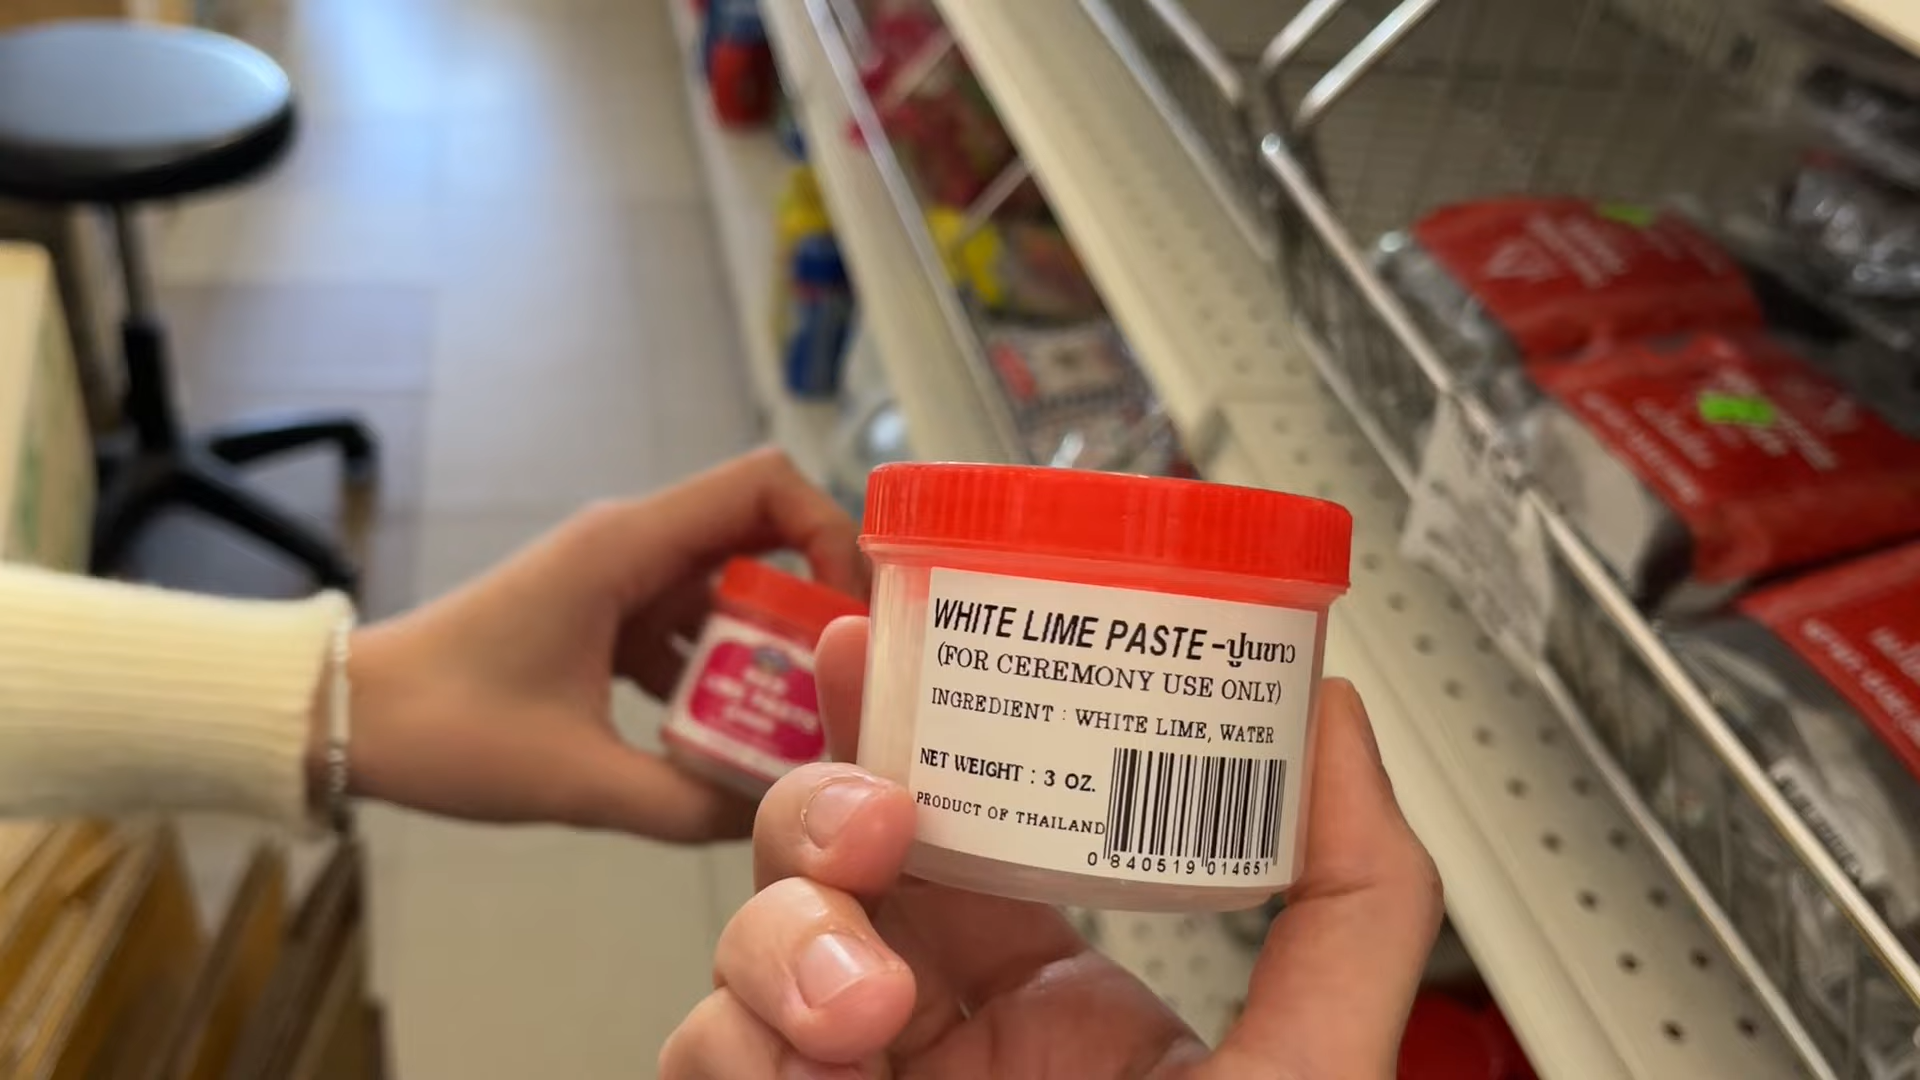 WHITE LIME PASTE -ปูนขาว
(FOR CEREMONY USE ONLY)
INGREDIENT : WHITE LIME, WATER
NET WEIGHT : 3 OZ.
PRODUCT OF THAILAND
0 840519 014651